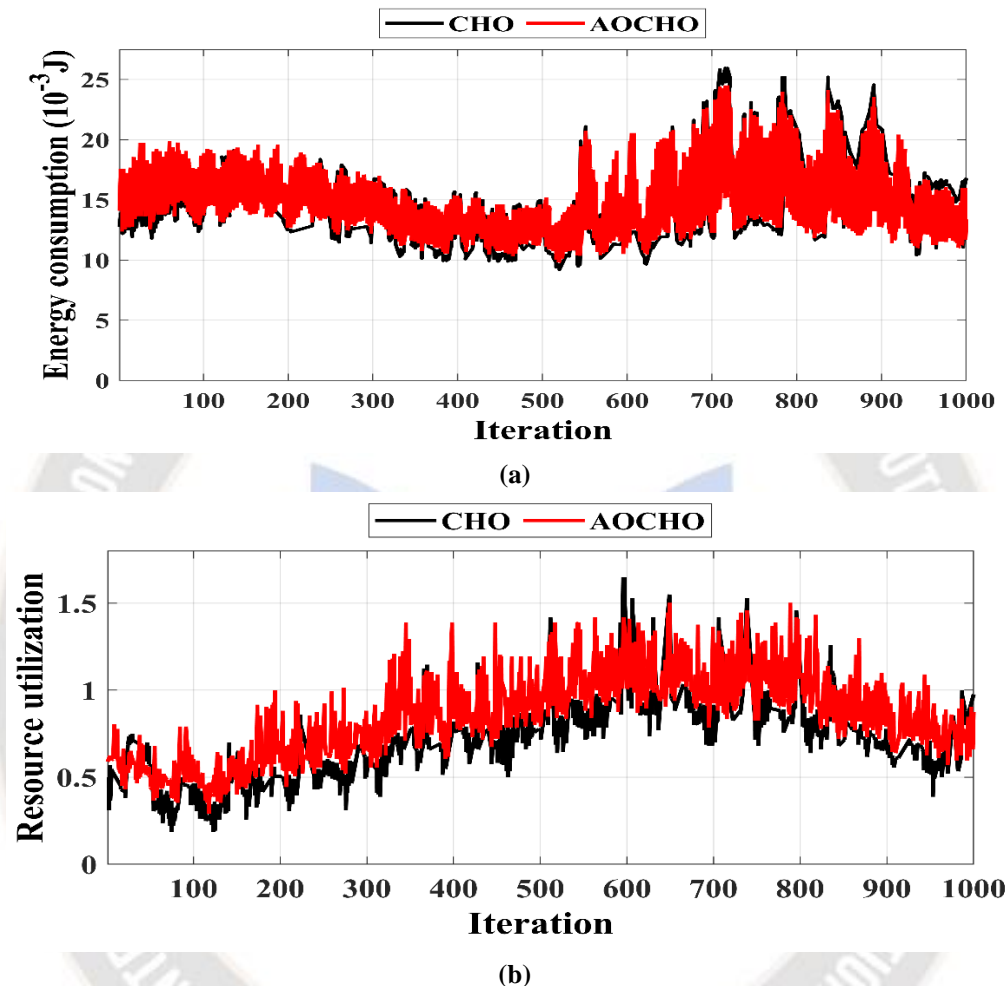 CHO AOCHO
Energy consumption (10⁻³ J)
25
20
15
10
5
0
100 200 300 400 500 600 700 800 900 1000
Iteration
(a)
CHO AOCHO
Resource utilization
1.5
1
0.5
0
100 200 300 400 500 600 700 800 900 1000
Iteration
(b)